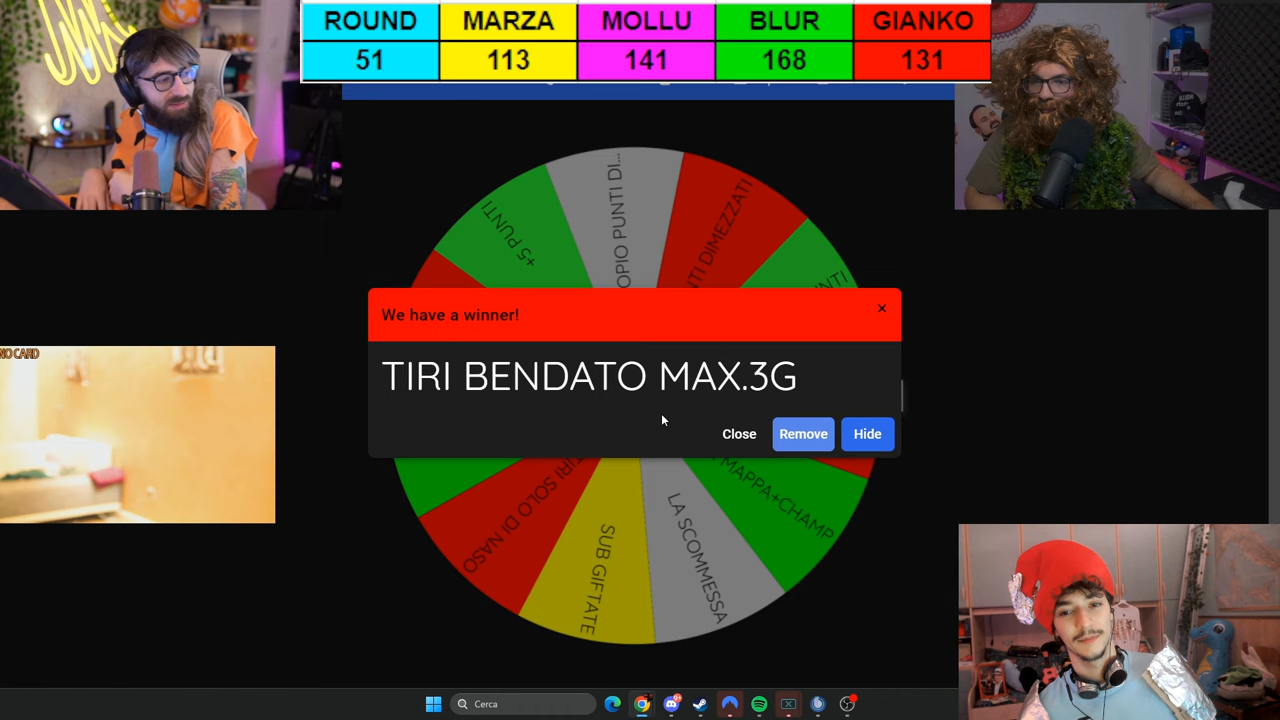 ROUND MARZA MOLLU BLUR GIANKO
51 113 141 168 131
OPIO PUNTI DI...
TI DIMEZZATI
+5 PUNTI
NTI
We have a winner!
TIRI BENDATO MAX.3G
Close Remove Hide
NO CARD
TIRI SOLO DI NASO
SUB GIFTATE
LA SCOMMESSA
MAPPA+CHAMP
Cerca